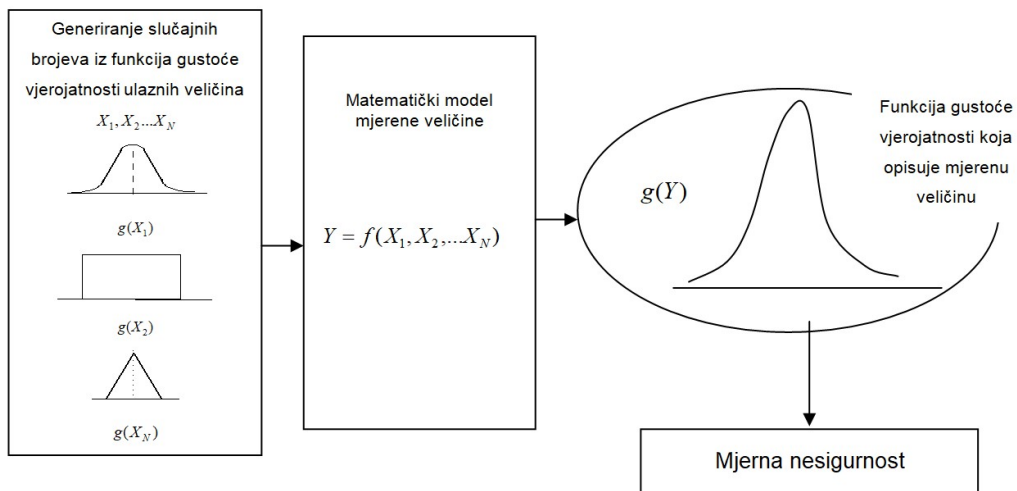 Generiranje slučajnih
brojeva iz funkcija gustoće
vjerojatnosti ulaznih veličina
X₁, X₂...X_N
g(X₁)
g(X₂)
g(X_N)
Matematički model
mjerene veličine
Y = f(X₁, X₂,...X_N)
g(Y)
Funkcija gustoće
vjerojatnosti koja
opisuje mjerenu
veličinu
Mjerna nesigurnost